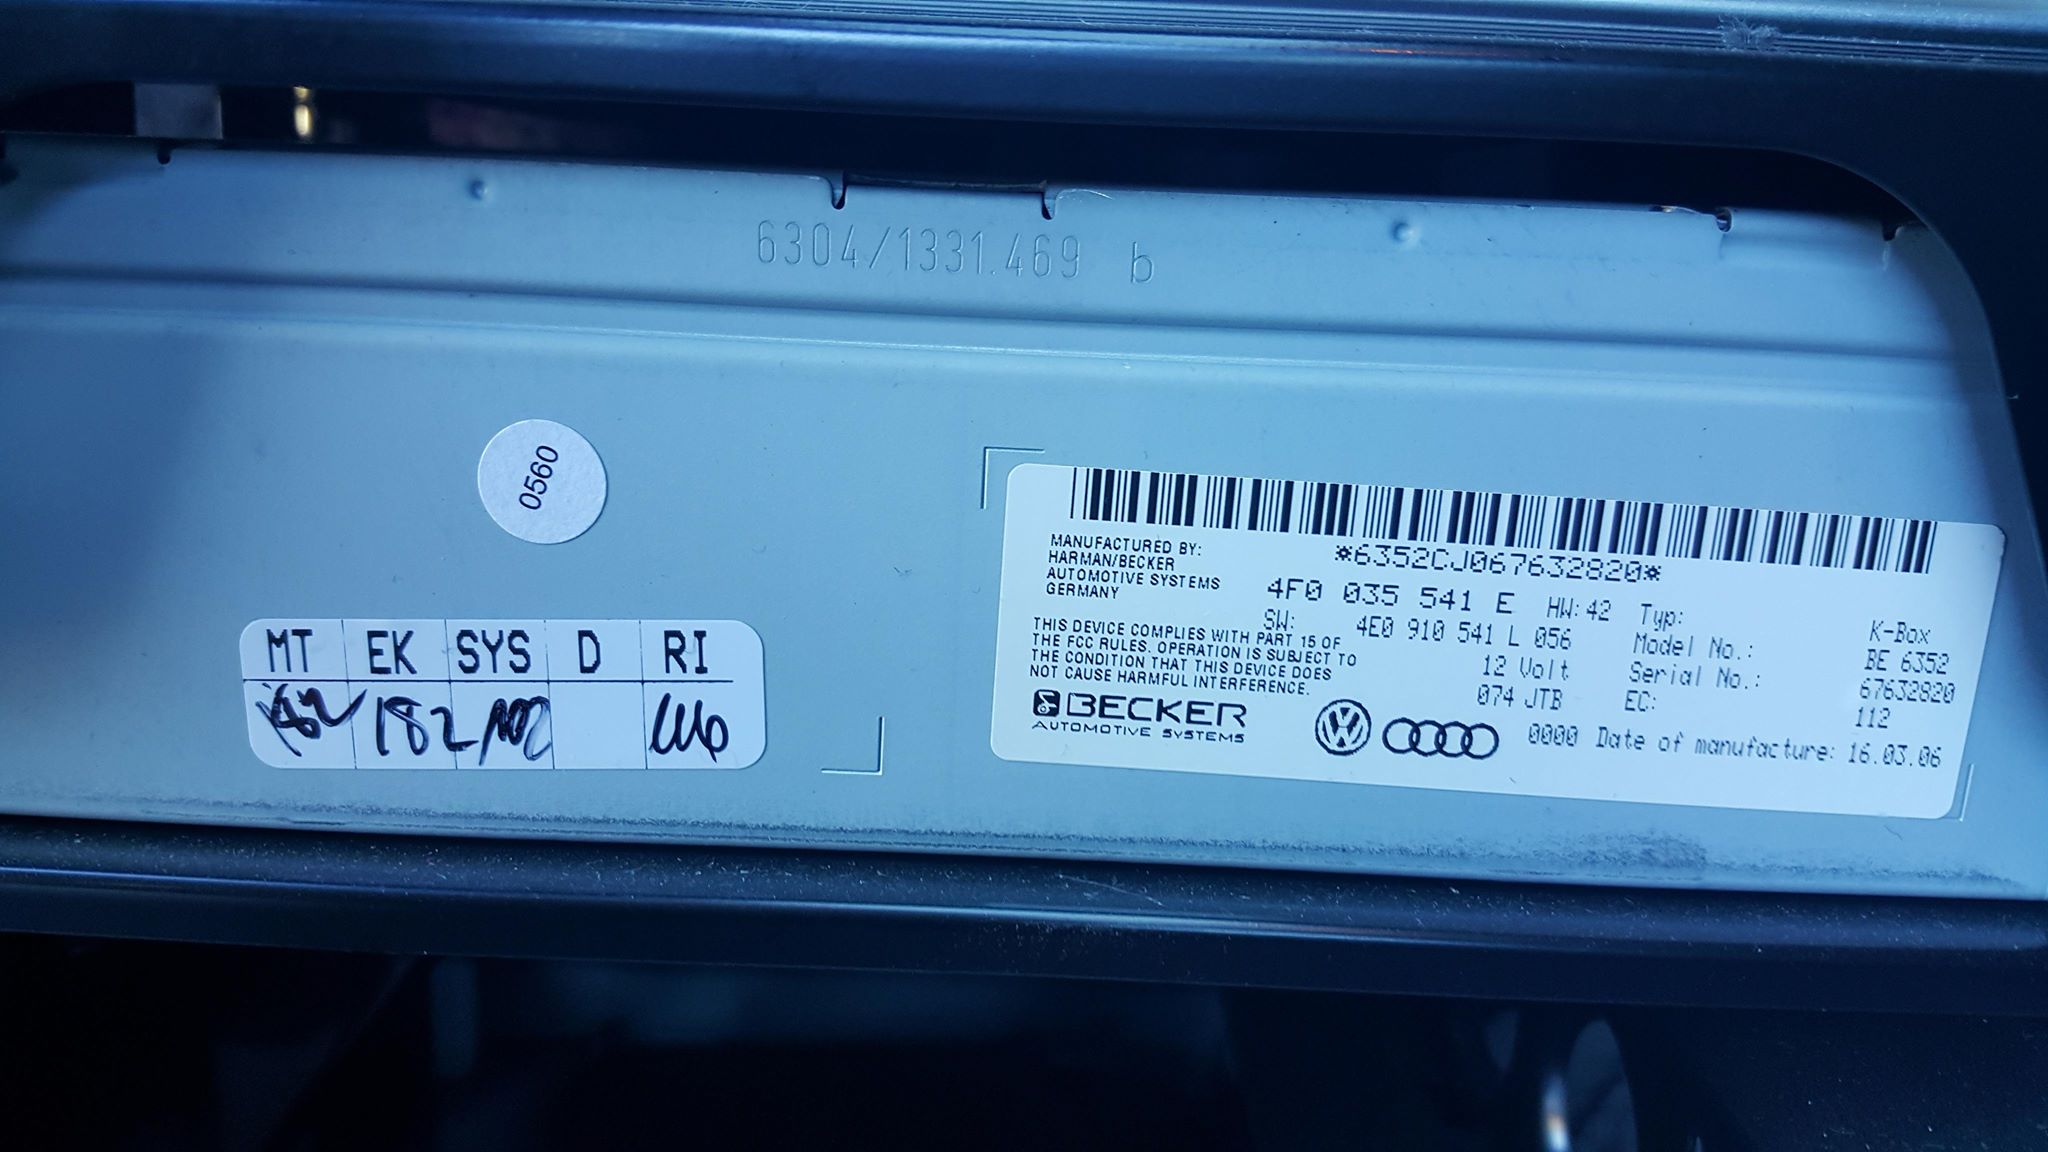 6304/1331.469 b
0560
MT EK SYS D RI
182 182
*6352CJ067632820*
MANUFACTURED BY:
HARMAN/BECKER
AUTOMOTIVE SYSTEMS
GERMANY
4F0 035 541 E HW: 42
SW: 4E0 910 541 L 056
12 Volt
074 JTB
Typ: K-Box
Model No.: BE 6352
Serial No.: 67632820
EC: 112
THIS DEVICE COMPLIES WITH PART 15 OF
THE FCC RULES. OPERATION IS SUBJECT TO
THE CONDITION THAT THIS DEVICE DOES
NOT CAUSE HARMFUL INTERFERENCE.
BECKER
AUTOMOTIVE SYSTEMS
VW
0000 Date of manufacture: 16.03.06